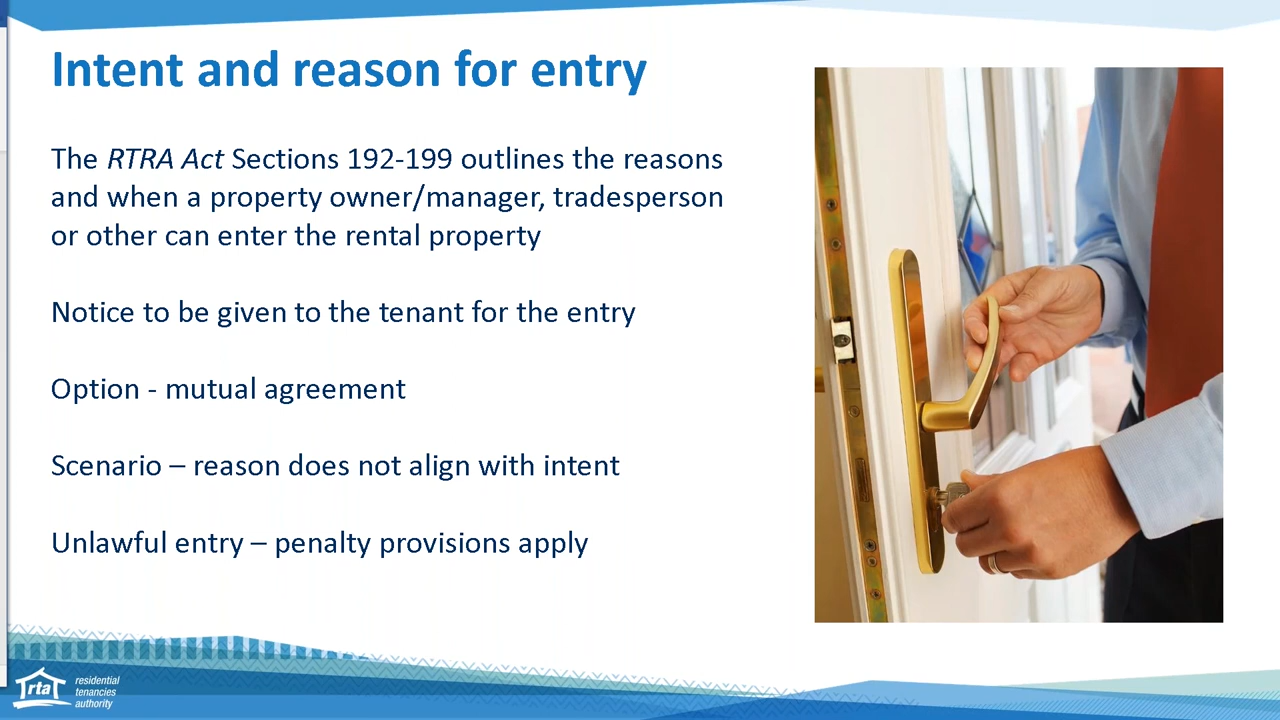 Intent and reason for entry
The RTRA Act Sections 192-199 outlines the reasons
and when a property owner/manager, tradesperson
or other can enter the rental property
Notice to be given to the tenant for the entry
Option - mutual agreement
Scenario – reason does not align with intent
Unlawful entry – penalty provisions apply
rta
residential
tenancies
authority